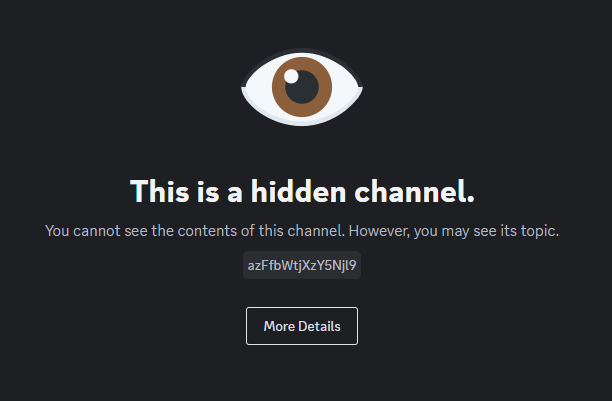 This is a hidden channel.
You cannot see the contents of this channel. However, you may see its topic.
azFfbWtjXzY5Njl9
More Details